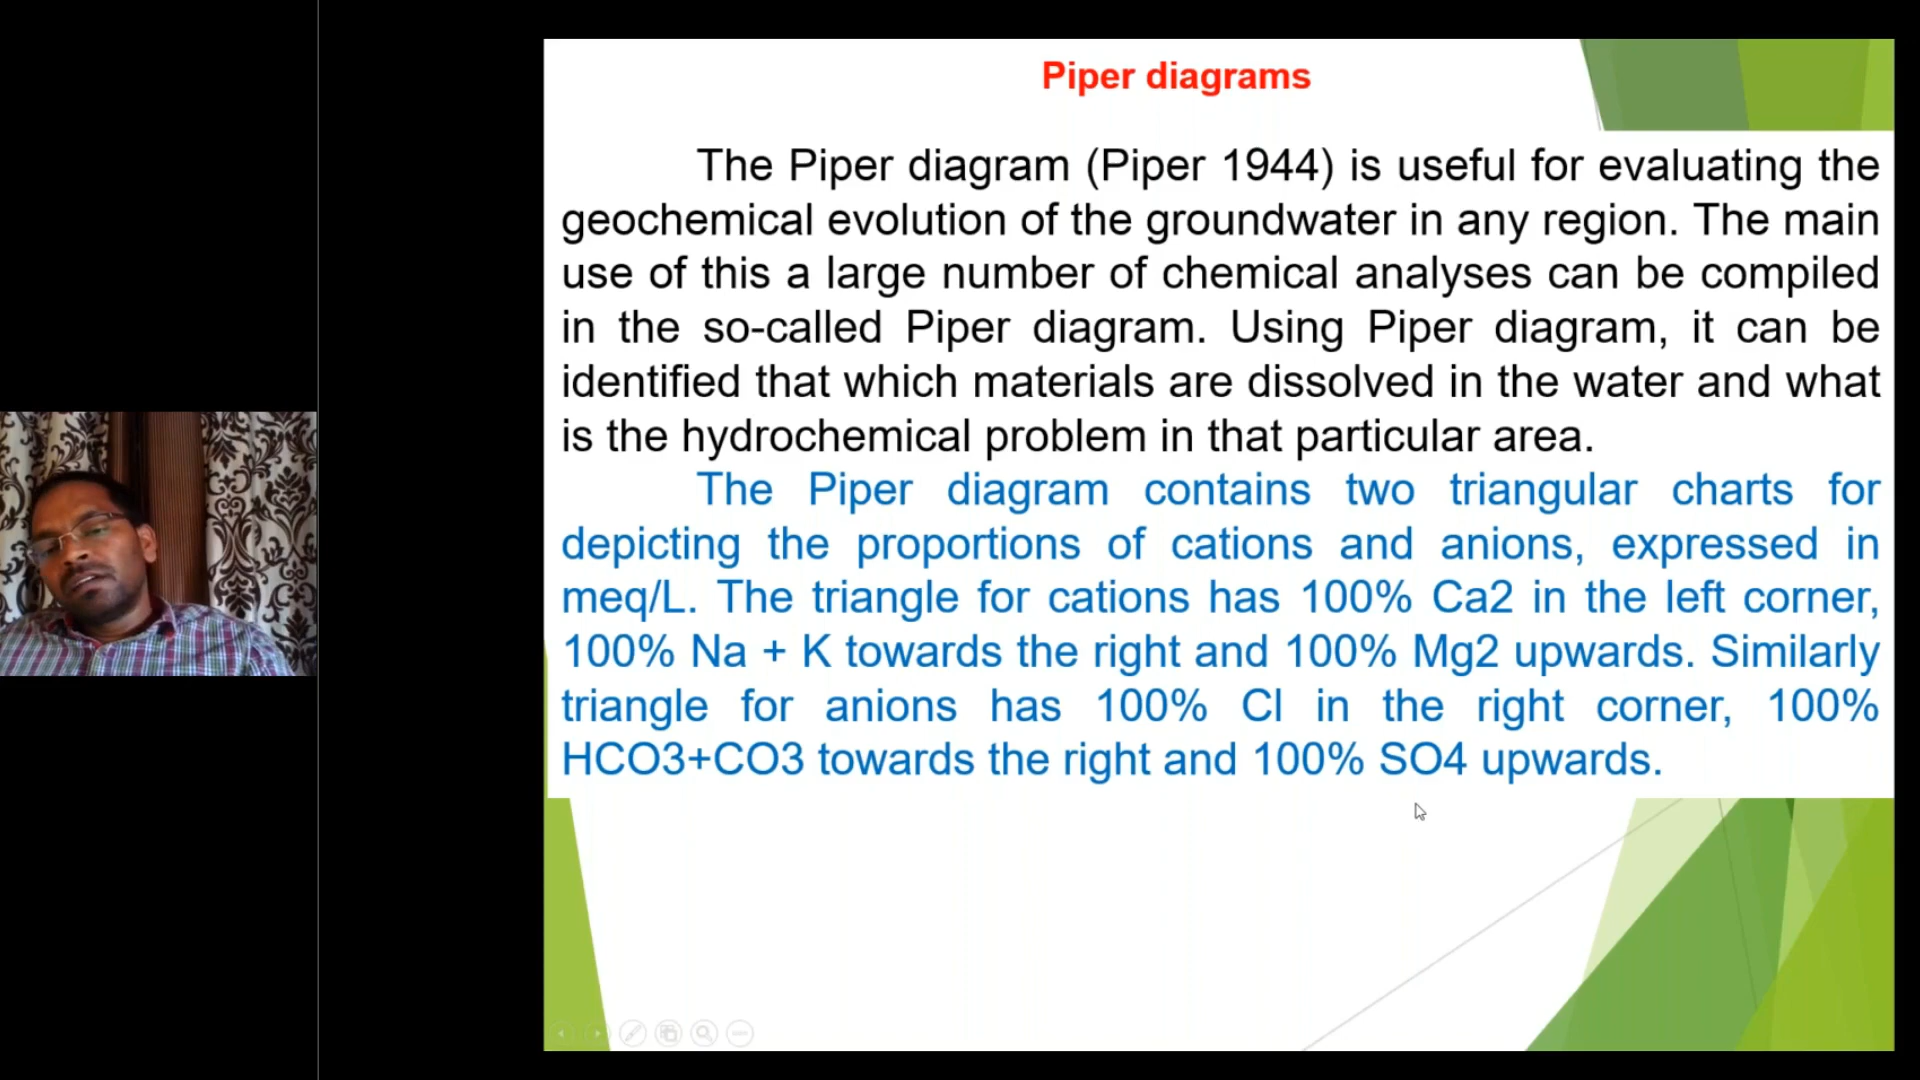 Piper diagrams
The Piper diagram (Piper 1944) is useful for evaluating the
geochemical evolution of the groundwater in any region. The main
use of this a large number of chemical analyses can be compiled
in the so-called Piper diagram. Using Piper diagram, it can be
identified that which materials are dissolved in the water and what
is the hydrochemical problem in that particular area.
The Piper diagram contains two triangular charts for
depicting the proportions of cations and anions, expressed in
meq/L. The triangle for cations has 100% Ca2 in the left corner,
100% Na + K towards the right and 100% Mg2 upwards. Similarly
triangle for anions has 100% Cl in the right corner, 100%
HCO3+CO3 towards the right and 100% SO4 upwards.